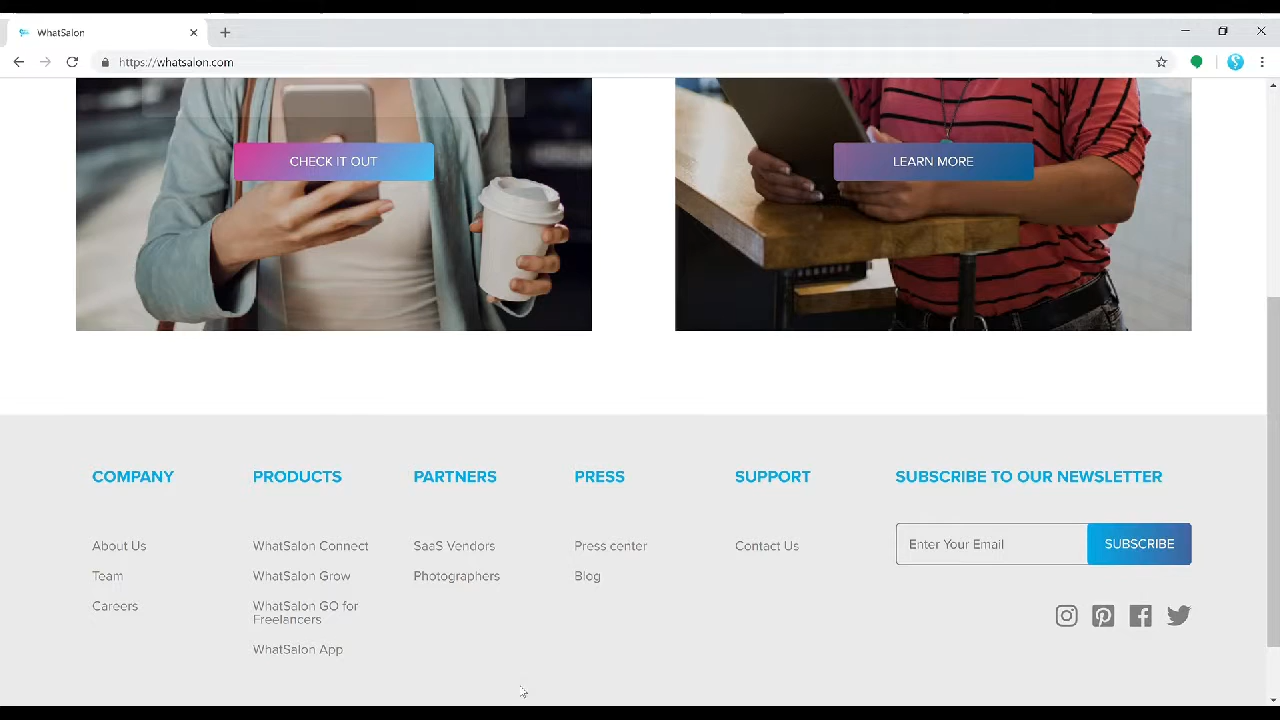 WhatSalon
https://whatsalon.com
CHECK IT OUT
LEARN MORE
COMPANY
About Us
Team
Careers
PRODUCTS
WhatSalon Connect
WhatSalon Grow
WhatSalon GO for
Freelancers
WhatSalon App
PARTNERS
SaaS Vendors
Photographers
PRESS
Press center
Blog
SUPPORT
Contact Us
SUBSCRIBE TO OUR NEWSLETTER
Enter Your Email
SUBSCRIBE